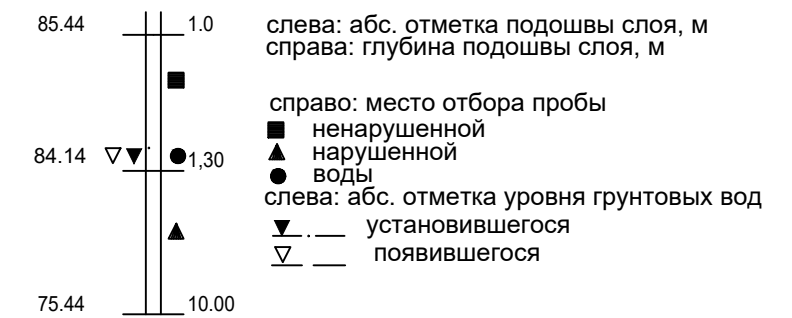 85.44 1.0 слева: абс. отметка подошвы слоя, м
справа: глубина подошвы слоя, м
справо: место отбора пробы
ненарушенной
нарушенной
84.14 1,30
воды
слева: абс. отметка уровня грунтовых вод
установившегося
появившегося
75.44 10.00